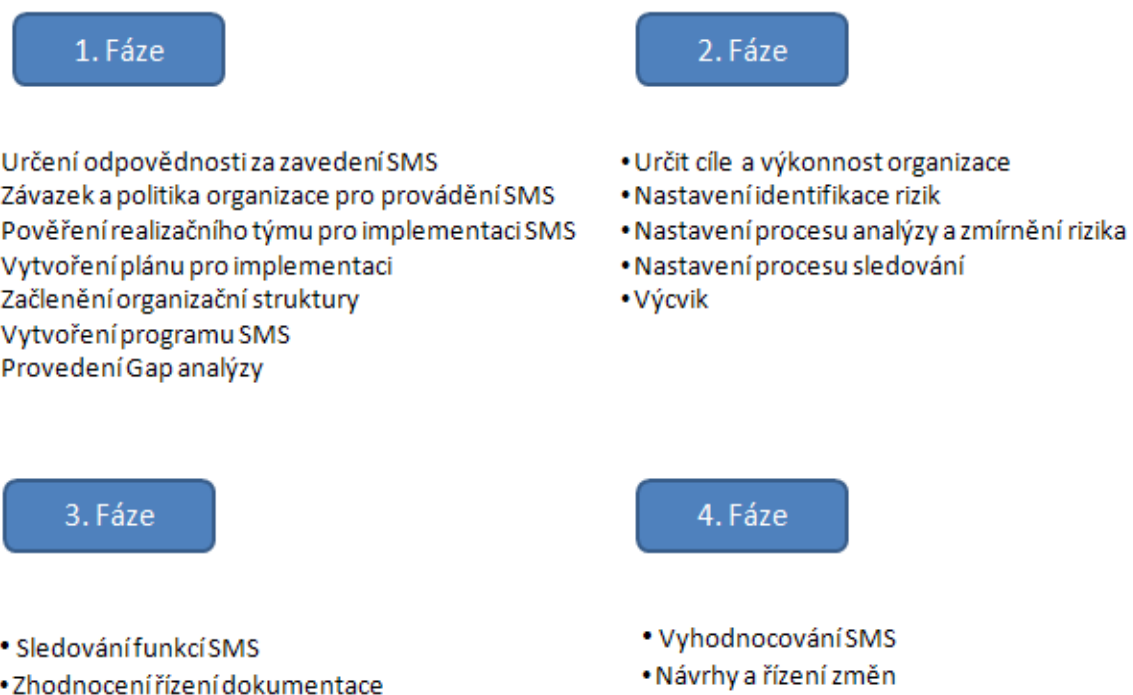 1. Fáze
Určení odpovědnosti za zavedení SMS
Závazek a politika organizace pro provádění SMS
Pověření realizačního týmu pro implementaci SMS
Vytvoření plánu pro implementaci
Začlenění organizační struktury
Vytvoření programu SMS
Provedení Gap analýzy
2. Fáze
• Určit cíle a výkonnost organizace
• Nastavení identifikace rizik
• Nastavení procesu analýzy a zmírnění rizika
• Nastavení procesu sledování
• Výcvik
3. Fáze
• Sledování funkcí SMS
• Zhodnocení řízení dokumentace
4. Fáze
• Vyhodnocování SMS
• Návrhy a řízení změn